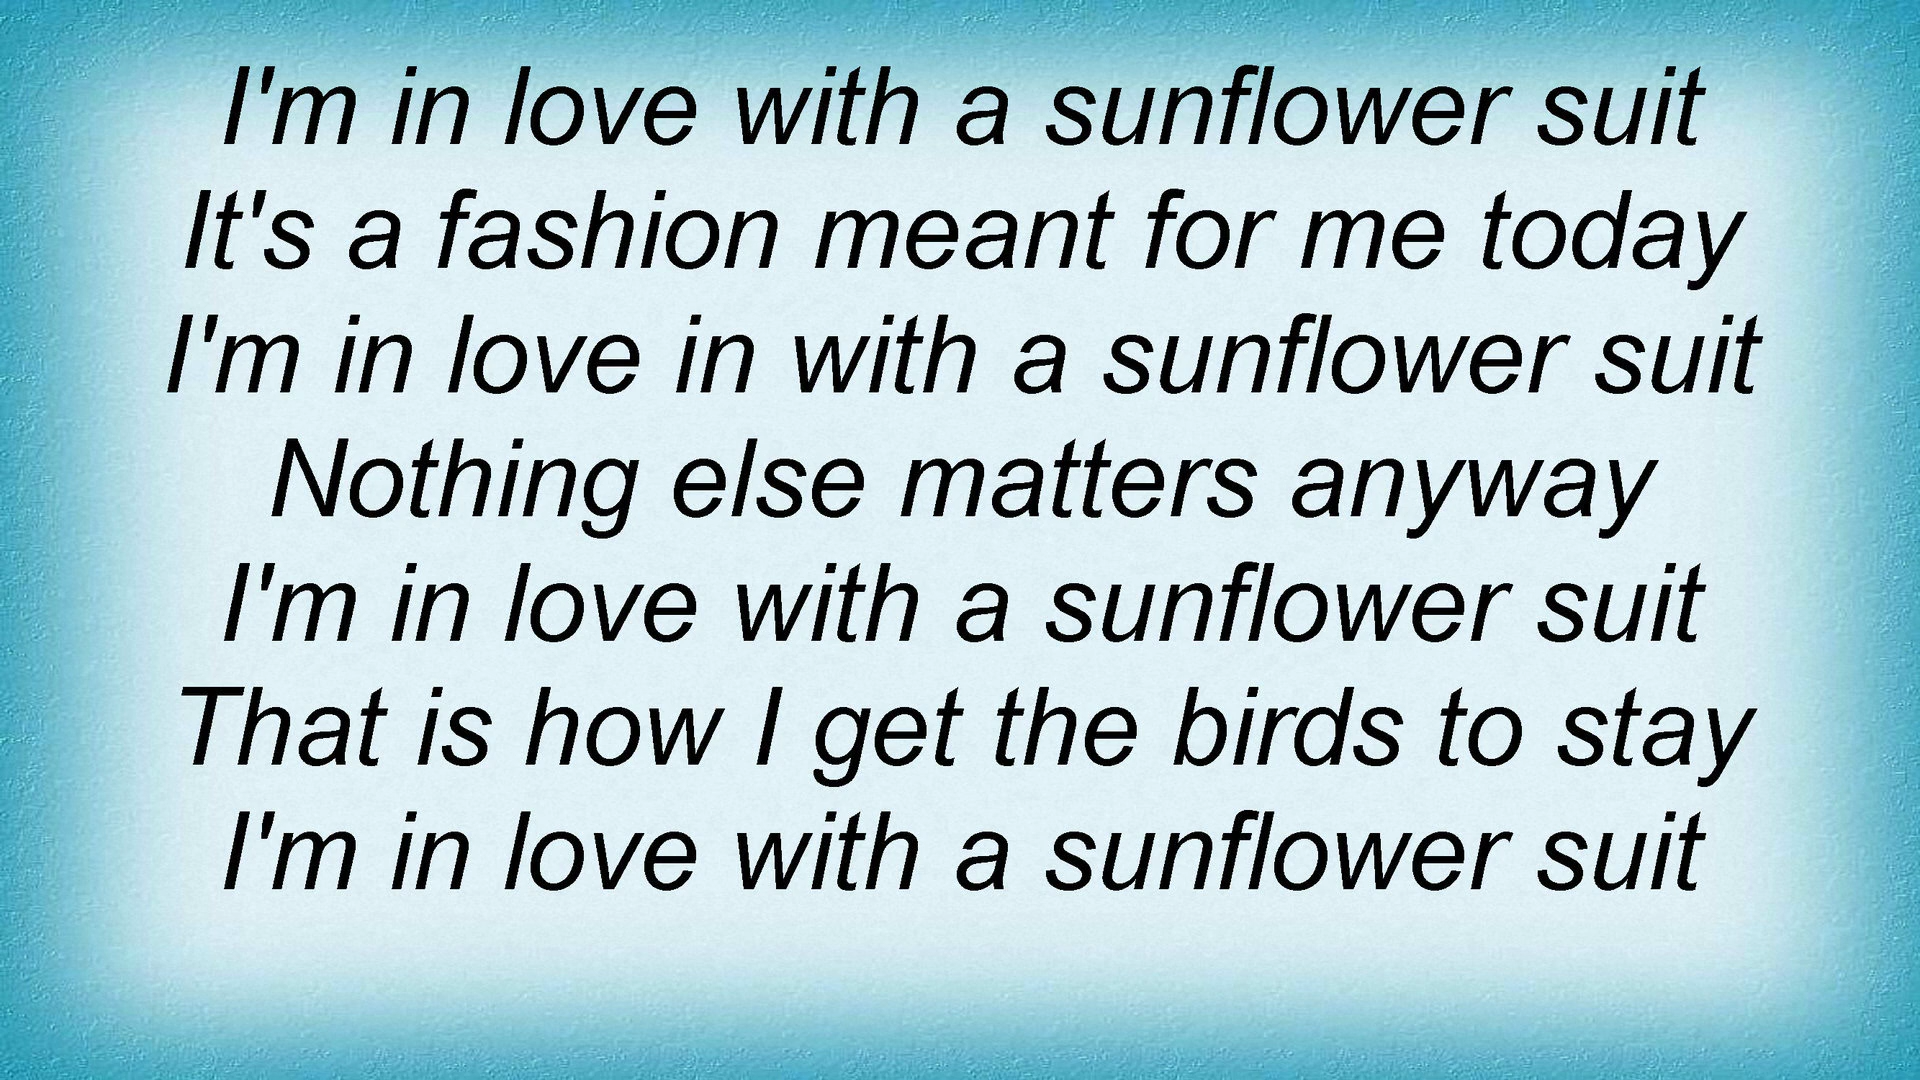 I'm in love with a sunflower suit
It's a fashion meant for me today
I'm in love in with a sunflower suit
Nothing else matters anyway
I'm in love with a sunflower suit
That is how I get the birds to stay
I'm in love with a sunflower suit